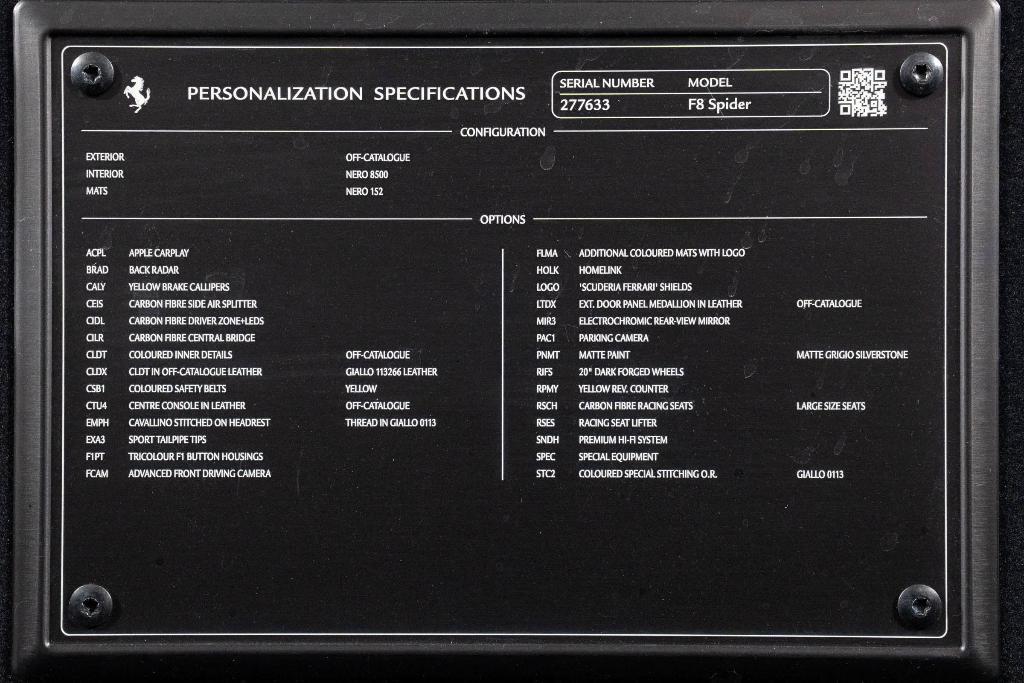 PERSONALIZATION SPECIFICATIONS
SERIAL NUMBER MODEL
277633 F8 Spider
CONFIGURATION
EXTERIOR OFF-CATALOGUE
INTERIOR NERO 8500
MATS NERO 152
OPTIONS
ACPL APPLE CARPLAY
BRAD BACK RADAR
CALY YELLOW BRAKE CALLIPERS
CEIS CARBON FIBRE SIDE AIR SPLITTER
CIDL CARBON FIBRE DRIVER ZONE+LEDS
CILR CARBON FIBRE CENTRAL BRIDGE
CLDT COLOURED INNER DETAILS OFF-CATALOGUE
CLDX CLDT IN OFF-CATALOGUE LEATHER GIALLO 113266 LEATHER
CSB1 COLOURED SAFETY BELTS YELLOW
CTU4 CENTRE CONSOLE IN LEATHER OFF-CATALOGUE
EMPH CAVALLINO STITCHED ON HEADREST THREAD IN GIALLO 0113
EXA3 SPORT TAILPIPE TIPS
F1PT TRICOLOUR F1 BUTTON HOUSINGS
FCAM ADVANCED FRONT DRIVING CAMERA
FLMA ADDITIONAL COLOURED MATS WITH LOGO
HOLK HOMELINK
LOGO 'SCUDERIA FERRARI' SHIELDS
LTDX EXT. DOOR PANEL MEDALLION IN LEATHER OFF-CATALOGUE
MIR3 ELECTROCHROMIC REAR-VIEW MIRROR
PAC1 PARKING CAMERA
PNMT MATTE PAINT MATTE GRIGIO SILVERSTONE
RIFS 20" DARK FORGED WHEELS
RPMY YELLOW REV. COUNTER
RSCH CARBON FIBRE RACING SEATS LARGE SIZE SEATS
RSES RACING SEAT LIFTER
SNDH PREMIUM HI-FI SYSTEM
SPEC SPECIAL EQUIPMENT
STC2 COLOURED SPECIAL STITCHING O.R. GIALLO 0113